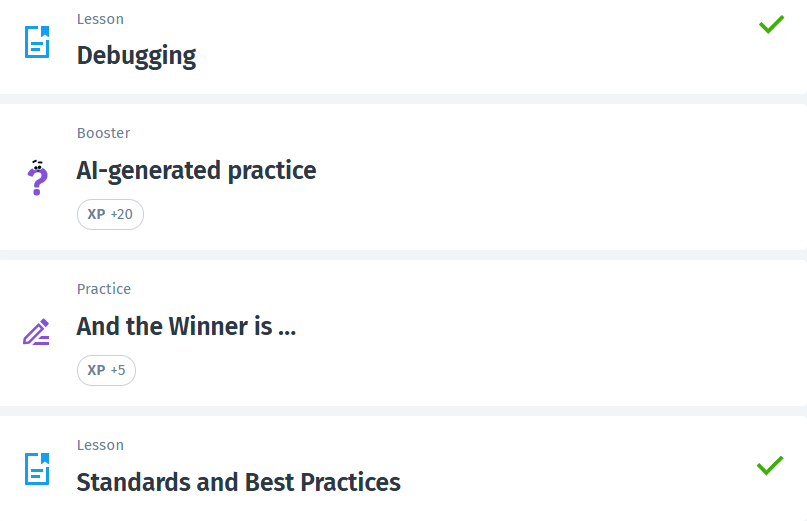 Lesson
Debugging
Booster
AI-generated practice
XP +20
Practice
And the Winner is ...
XP +5
Lesson
Standards and Best Practices